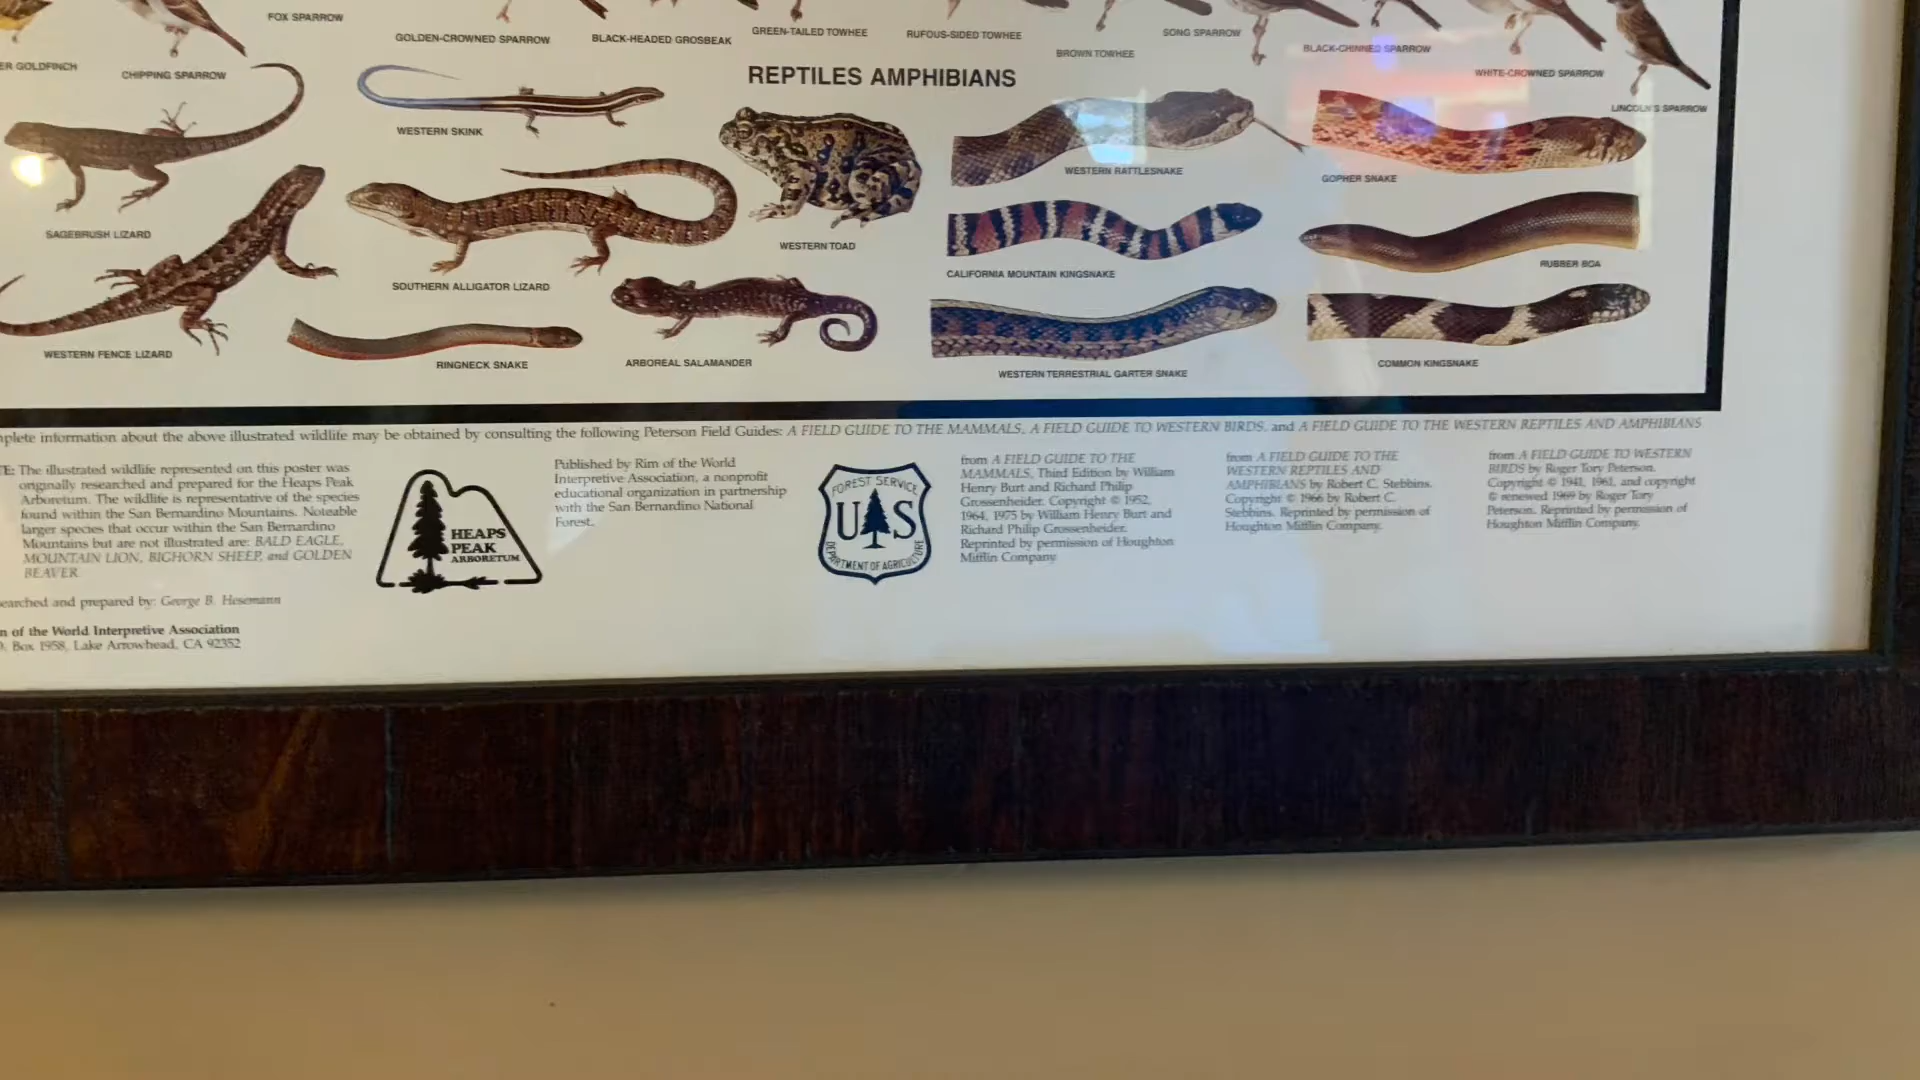 FOX SPARROW
GOLDEN-CROWNED SPARROW
BLACK-HEADED GROSBEAK
GREEN-TAILED TOWHEE
RUFOUS-SIDED TOWHEE
BROWN TOWHEE
SONG SPARROW
BLACK-CHINNED SPARROW
WHITE-CROWNED SPARROW
LINCOLN'S SPARROW
GOLDFINCH
CHIPPING SPARROW
REPTILES AMPHIBIANS
WESTERN SKINK
SAGEBRUSH LIZARD
SOUTHERN ALLIGATOR LIZARD
WESTERN TOAD
WESTERN RATTLESNAKE
GOPHER SNAKE
CALIFORNIA MOUNTAIN KINGSNAKE
RUBBER BOA
WESTERN FENCE LIZARD
RINGNECK SNAKE
ARBOREAL SALAMANDER
WESTERN TERRESTRIAL GARTER SNAKE
COMMON KINGSNAKE
information about the above illustrated wildlife may be obtained by consulting the following Peterson Field Guides: A FIELD GUIDE TO THE MAMMALS, A FIELD GUIDE TO WESTERN BIRDS, and A FIELD GUIDE TO THE WESTERN REPTILES AND AMPHIBIANS
The illustrated wildlife represented on this poster was
originally researched and prepared for the Heaps Peak
Arboretum. The wildlife is representative of the species
found within the San Bernardino Mountains. Noteable
larger species that occur within the San Bernardino
Mountains but are not illustrated are: BALD EAGLE,
MOUNTAIN LION, BIGHORN SHEEP, and GOLDEN
BEAVER.
and prepared by: George B. Hesemann
of the World Interpretive Association
Box 1958, Lake Arrowhead, CA 92352
HEAPS
PEAK
ARBORETUM
Published by Rim of the World
Interpretive Association, a nonprofit
educational organization in partnership
with the San Bernardino National
Forest.
FOREST SERVICE
U S
DEPARTMENT OF AGRICULTURE
from A FIELD GUIDE TO THE
MAMMALS, Third Edition by William
Henry Burt and Richard Philip
Grossenheider. Copyright © 1952,
1964, 1975 by William Henry Burt and
Richard Philip Grossenheider.
Reprinted by permission of Houghton
Mifflin Company
from A FIELD GUIDE TO THE
WESTERN REPTILES AND
AMPHIBIANS by Robert C. Stebbins.
Copyright © 1966 by Robert C.
Stebbins. Reprinted by permission of
Houghton Mifflin Company.
from A FIELD GUIDE TO WESTERN
BIRDS by Roger Tory Peterson.
Copyright © 1941, 1961, and copyright
© renewed 1969 by Roger Tory
Peterson. Reprinted by permission of
Houghton Mifflin Company.